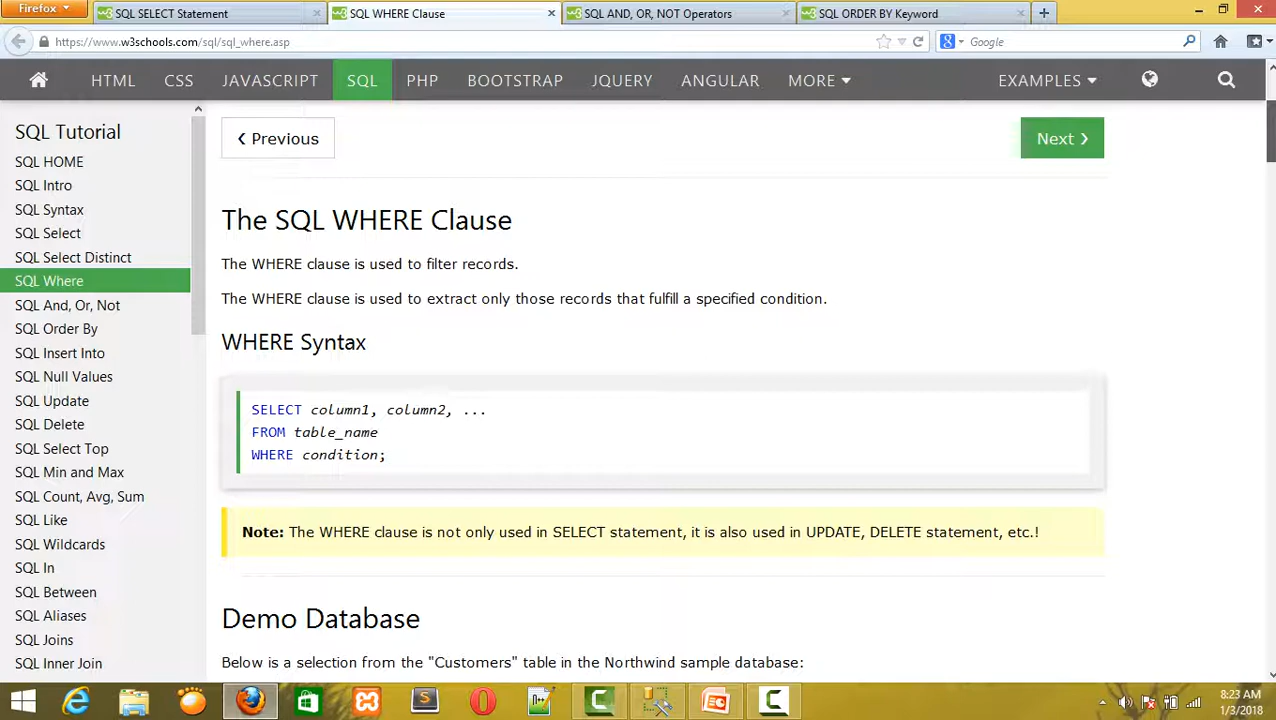 Firefox
SQL SELECT Statement
SQL WHERE Clause
SQL AND, OR, NOT Operators
SQL ORDER BY Keyword
https://www.w3schools.com/sql/sql_where.asp
Google
HTML CSS JAVASCRIPT SQL PHP BOOTSTRAP JQUERY ANGULAR MORE EXAMPLES
SQL Tutorial
SQL HOME
SQL Intro
SQL Syntax
SQL Select
SQL Select Distinct
SQL Where
SQL And, Or, Not
SQL Order By
SQL Insert Into
SQL Null Values
SQL Update
SQL Delete
SQL Select Top
SQL Min and Max
SQL Count, Avg, Sum
SQL Like
SQL Wildcards
SQL In
SQL Between
SQL Aliases
SQL Joins
SQL Inner Join
❮ Previous
Next ❯
The SQL WHERE Clause
The WHERE clause is used to filter records.
The WHERE clause is used to extract only those records that fulfill a specified condition.
WHERE Syntax
SELECT column1, column2, ...
FROM table_name
WHERE condition;
Note: The WHERE clause is not only used in SELECT statement, it is also used in UPDATE, DELETE statement, etc.!
Demo Database
Below is a selection from the "Customers" table in the Northwind sample database:
8:23 AM
1/3/2018